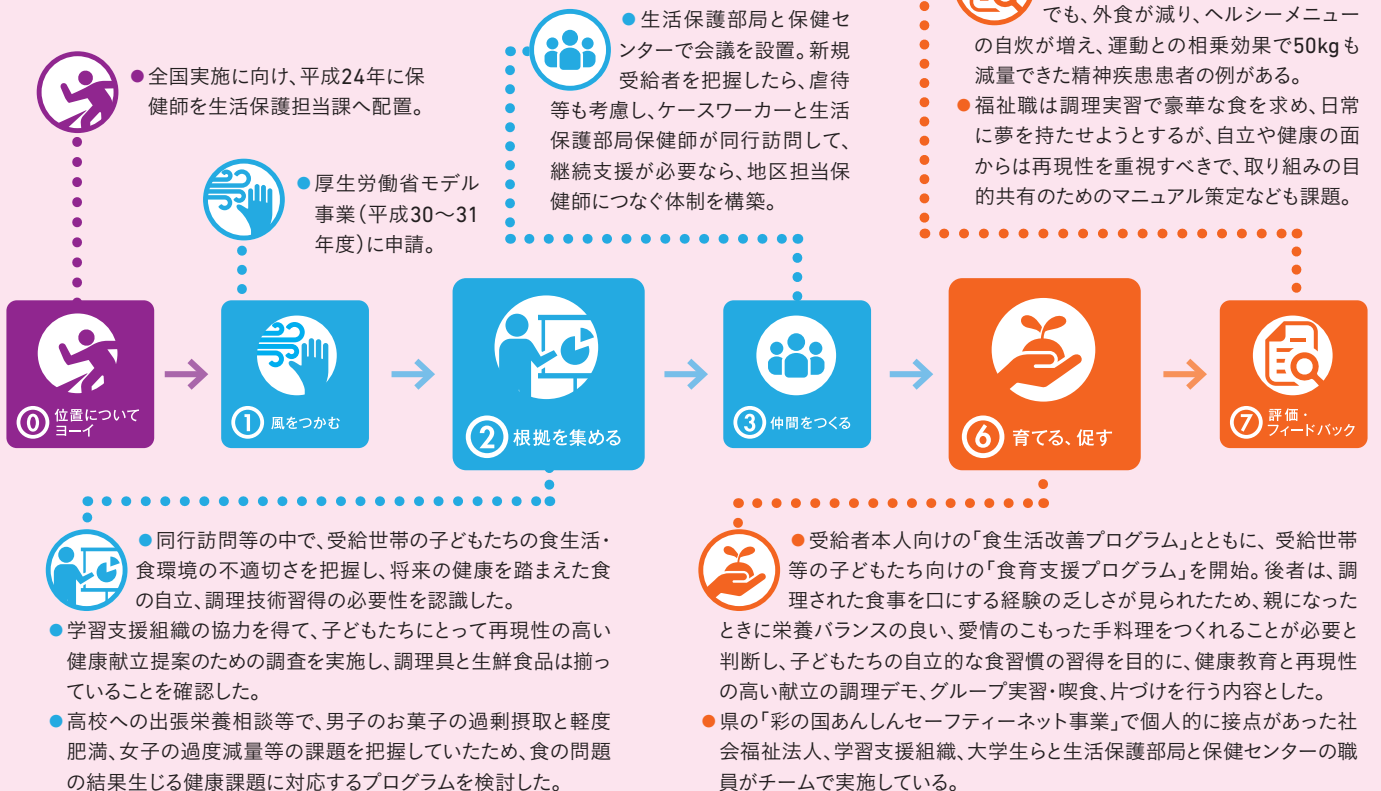 ●全国実施に向け、平成24年に保
健師を生活保護担当課へ配置。
●厚生労働省モデル
事業（平成30〜31
年度）に申請。
●生活保護部局と保健セ
ンターで会議を設置。新規
受給者を把握したら、虐待
等も考慮し、ケースワーカーと生活
保護部局保健師が同行訪問して、
継続支援が必要なら、地区担当保
健師につなぐ体制を構築。
でも、外食が減り、ヘルシーメニュー
の自炊が増え、運動との相乗効果で50kgも
減量できた精神疾患患者の例がある。
●福祉職は調理実習で豪華な食を求め、日常
に夢を持たせようとするが、自立や健康の面
からは再現性を重視すべきで、取り組みの目
的共有のためのマニュアル策定なども課題。
⓪ 位置について
ヨーイ
① 風をつかむ
② 根拠を集める
③ 仲間をつくる
⑥ 育てる、促す
⑦ 評価・
フィードバック
●同行訪問等の中で、受給世帯の子どもたちの食生活・
食環境の不適切さを把握し、将来の健康を踏まえた食
の自立、調理技術習得の必要性を認識した。
●学習支援組織の協力を得て、子どもたちにとって再現性の高い
健康献立提案のための調査を実施し、調理具と生鮮食品は揃っ
ていることを確認した。
●高校への出張栄養相談等で、男子のお菓子の過剰摂取と軽度
肥満、女子の過度減量等の課題を把握していたため、食の問題
の結果生じる健康課題に対応するプログラムを検討した。
●受給者本人向けの「食生活改善プログラム」とともに、受給世帯
等の子どもたち向けの「食育支援プログラム」を開始。後者は、調
理された食事を口にする経験の乏しさが見られたため、親になった
ときに栄養バランスの良い、愛情のこもった手料理をつくれることが必要と
判断し、子どもたちの自立的な食習慣の習得を目的に、健康教育と再現性
の高い献立の調理デモ、グループ実習・喫食、片づけを行う内容とした。
●県の「彩の国あんしんセーフティーネット事業」で個人的に接点があった社
会福祉法人、学習支援組織、大学生らと生活保護部局と保健センターの職
員がチームで実施している。